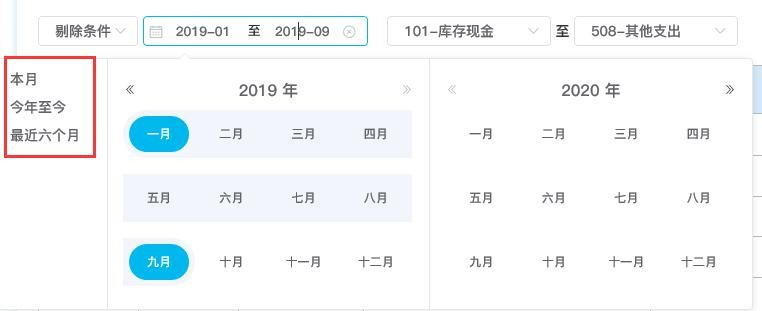 剔除条件 2019-01 至 2019-09 101-库存现金 至 508-其他支出
本月
今年至今
最近六个月
« 2019 年 »
一月 二月 三月 四月
五月 六月 七月 八月
九月 十月 十一月 十二月
« 2020 年 »
一月 二月 三月 四月
五月 六月 七月 八月
九月 十月 十一月 十二月